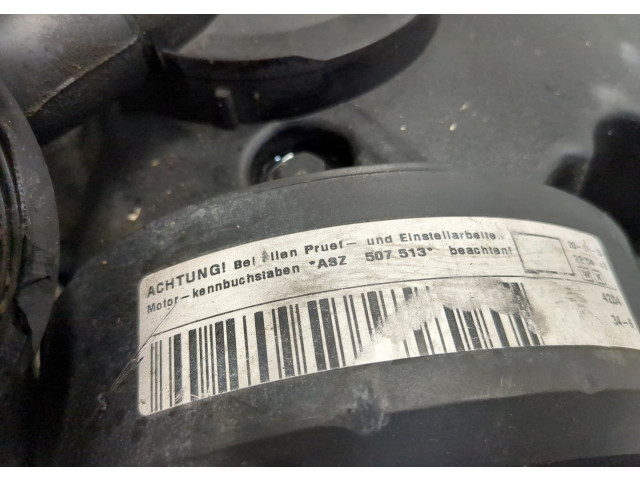 ACHTUNG! Bei allen Pruef- und Einstellarbeiten
Motor-kennbuchstaben *ASZ 507 513* beachten!